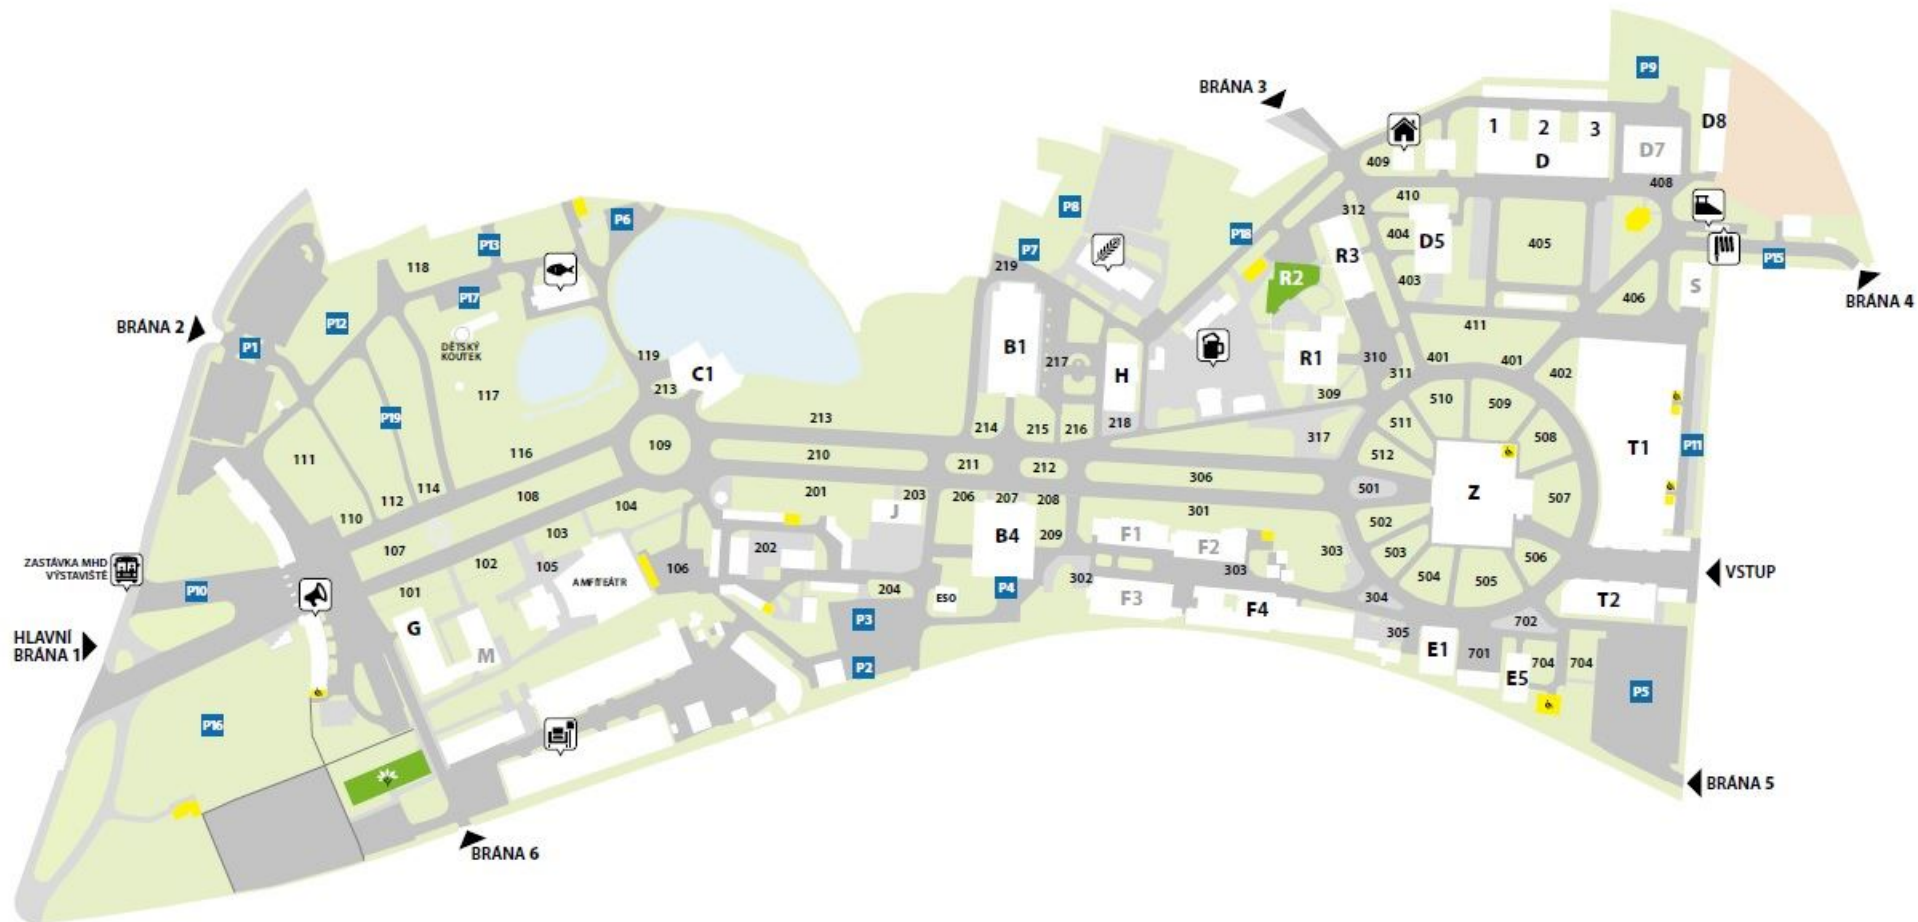 P9
BRÁNA 3
1
2
3
D8
D
D7
409
408
410
P8
P6
312
P18
404
D5
405
P13
R3
P7
P15
118
219
R2
403
406
S
BRÁNA 4
P17
P12
BRÁNA 2
411
DĚTSKÝ
KOUTEK
P1
B1
119
217
R1
310
401
401
C1
H
311
402
213
117
309
510
509
P19
213
214
215
216
218
511
317
508
109
P11
T1
116
210
512
111
211
212
306
501
Z
507
114
112
108
201
203
206
207
208
104
301
110
J
502
103
B4
209
F1
F2
107
202
303
503
506
ZASTÁVKA MHD
VÝSTAVIŠTĚ
102
105
AMFITEÁTR
106
302
303
504
505
VSTUP
P10
101
204
ESO
P4
F3
F4
304
T2
HLAVNÍ
BRÁNA 1
G
P3
702
305
M
E1
701
P2
704
704
E5
P5
P16
BRÁNA 5
BRÁNA 6